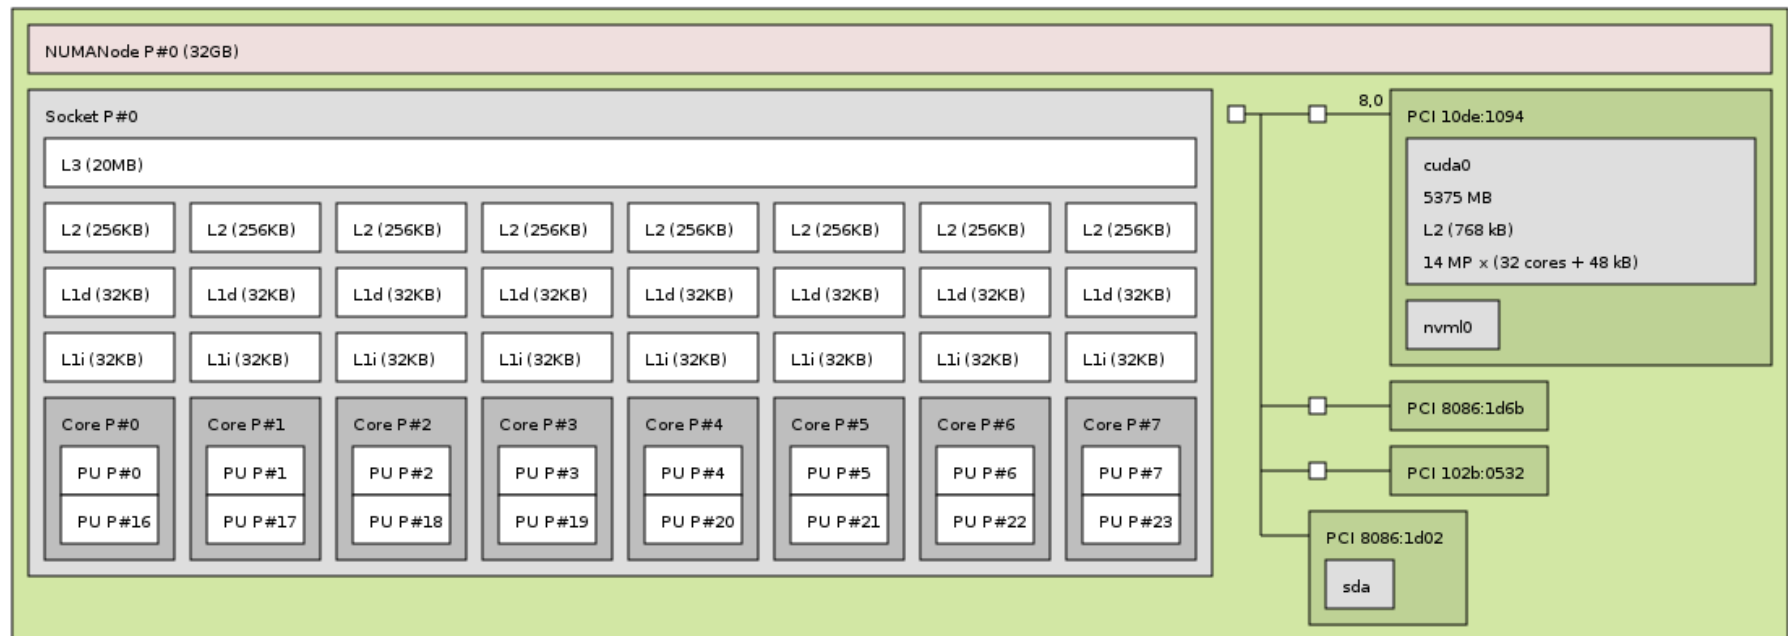 NUMANode P#0 (32GB)
Socket P#0
L3 (20MB)
L2 (256KB) L2 (256KB) L2 (256KB) L2 (256KB) L2 (256KB) L2 (256KB) L2 (256KB) L2 (256KB)
L1d (32KB) L1d (32KB) L1d (32KB) L1d (32KB) L1d (32KB) L1d (32KB) L1d (32KB) L1d (32KB)
L1i (32KB) L1i (32KB) L1i (32KB) L1i (32KB) L1i (32KB) L1i (32KB) L1i (32KB) L1i (32KB)
Core P#0 Core P#1 Core P#2 Core P#3 Core P#4 Core P#5 Core P#6 Core P#7
PU P#0 PU P#1 PU P#2 PU P#3 PU P#4 PU P#5 PU P#6 PU P#7
PU P#16 PU P#17 PU P#18 PU P#19 PU P#20 PU P#21 PU P#22 PU P#23
8,0
PCI 10de:1094
cuda0
5375 MB
L2 (768 kB)
14 MP x (32 cores + 48 kB)
nvml0
PCI 8086:1d6b
PCI 102b:0532
PCI 8086:1d02
sda